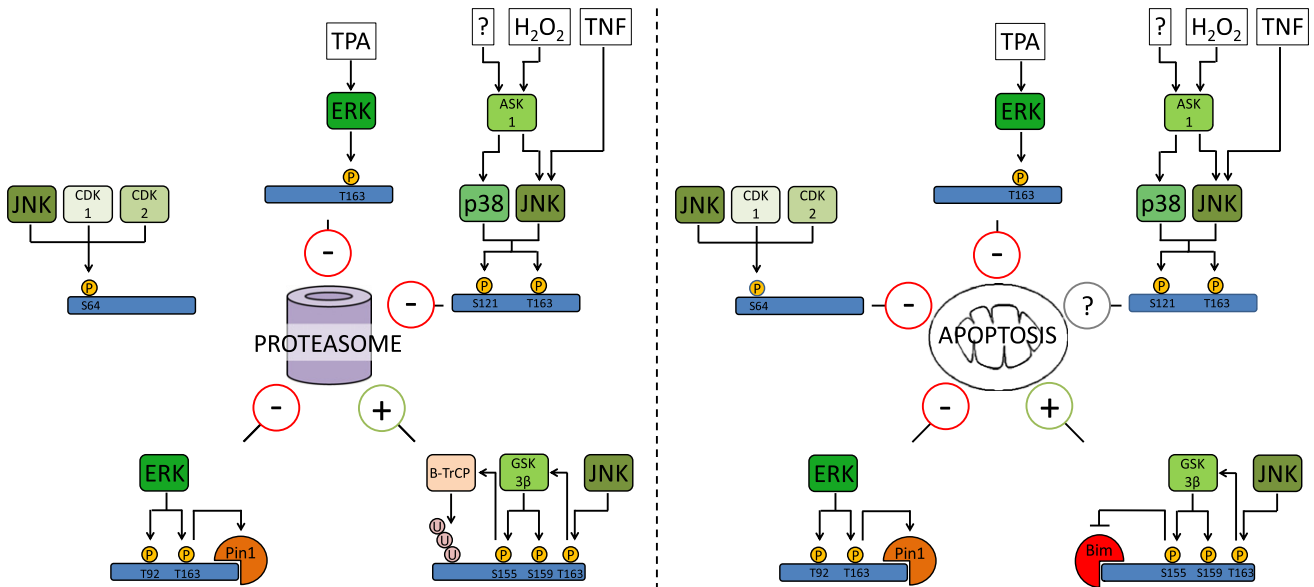 TPA
?
H2O2
TNF
ERK
ASK
1
P
T163
JNK
CDK
1
CDK
2
p38
JNK
-
P
S64
P
P
S121
T163
-
PROTEASOME
-
+
ERK
B-TrCP
GSK
3β
JNK
U
U
U
P
P
Pin1
T92
T163
P
P
P
S155
S159
T163
TPA
?
H2O2
TNF
ERK
ASK
1
P
T163
JNK
CDK
1
CDK
2
p38
JNK
-
P
S64
-
P
P
S121
T163
?
APOPTOSIS
-
+
ERK
GSK
3β
JNK
P
P
Pin1
T92
T163
Bim
P
P
P
S155
S159
T163